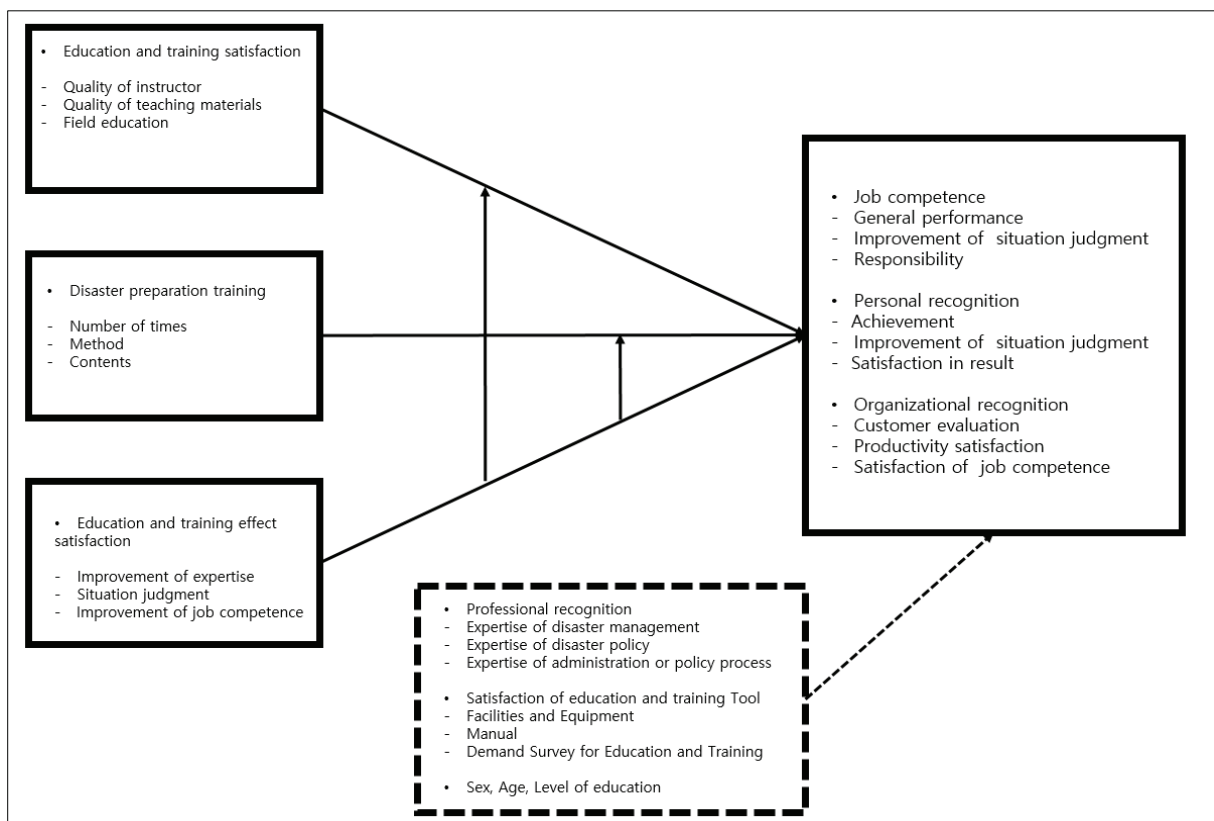 • Education and training satisfaction
- Quality of instructor
- Quality of teaching materials
- Field education
• Disaster preparation training
- Number of times
- Method
- Contents
• Education and training effect
satisfaction
- Improvement of expertise
- Situation judgment
- Improvement of job competence
• Job competence
- General performance
- Improvement of situation judgment
- Responsibility
• Personal recognition
- Achievement
- Improvement of situation judgment
- Satisfaction in result
• Organizational recognition
- Customer evaluation
- Productivity satisfaction
- Satisfaction of job competence
• Professional recognition
- Expertise of disaster management
- Expertise of disaster policy
- Expertise of administration or policy process
• Satisfaction of education and training Tool
- Facilities and Equipment
- Manual
- Demand Survey for Education and Training
• Sex, Age, Level of education